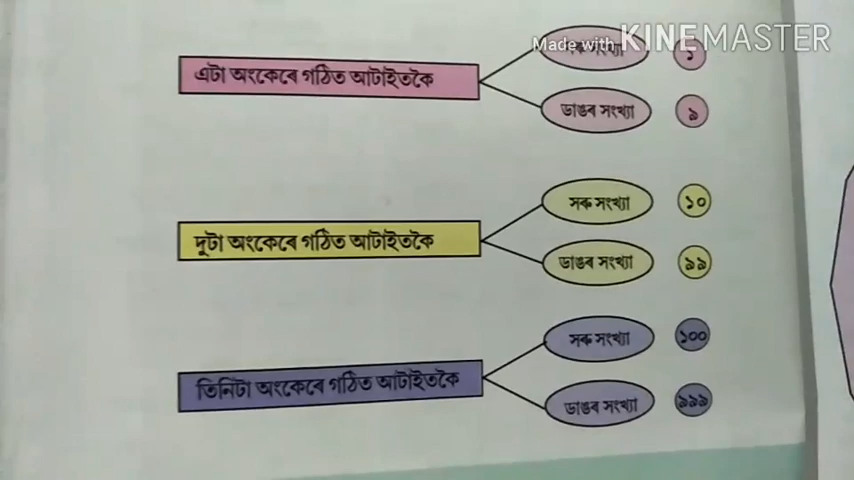 Made with KINEMASTER
এটা অংকেৰে গঠিত আটাইতকৈ
সৰু সংখ্যা ১
ডাঙৰ সংখ্যা ৯
দুটা অংকেৰে গঠিত আটাইতকৈ
সৰু সংখ্যা ১০
ডাঙৰ সংখ্যা ৯৯
তিনিটা অংকেৰে গঠিত আটাইতকৈ
সৰু সংখ্যা ১০০
ডাঙৰ সংখ্যা ৯৯৯